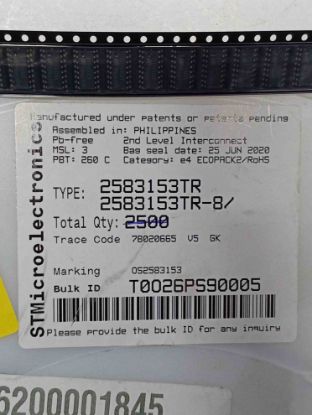 Manufactured under patents or patents pending
Assembled in: PHILIPPINES
Pb-free 2nd Level Interconnect
MSL: 3 Bag seal date: 25 JUN 2020
PBT: 260 C Category: e4 ECOPACK2/RoHS
STMicroelectronics
TYPE: 2583153TR
2583153TR-8/
Total Qty: 2500
Trace Code 78020665 V5 GK
Marking OS2583153
Bulk ID T0026PS90005
Please provide the bulk ID for any inquiry
6200001845